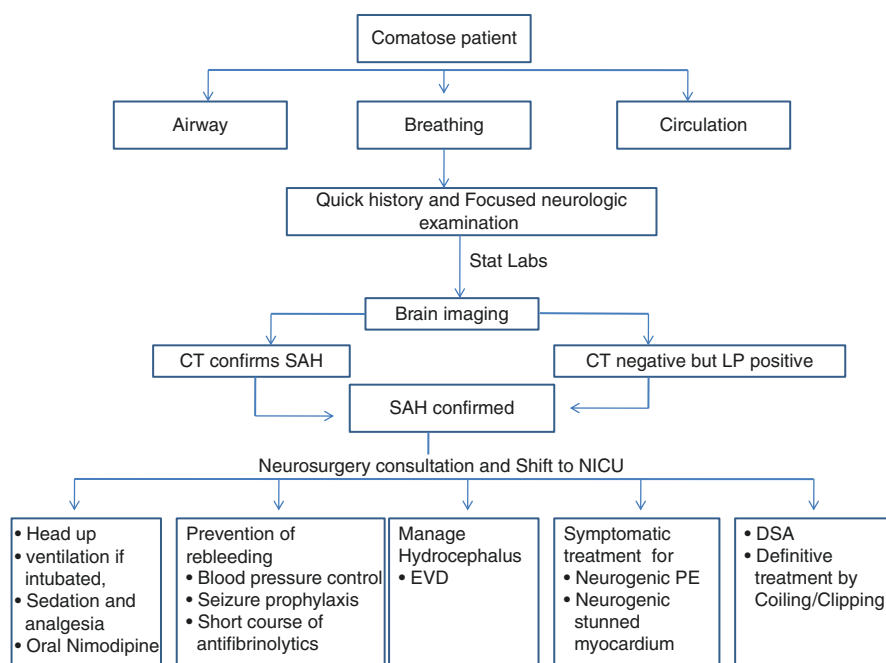 Comatose patient
Airway
Breathing
Circulation
Quick history and Focused neurologic
examination
Stat Labs
Brain imaging
CT confirms SAH
CT negative but LP positive
SAH confirmed
Neurosurgery consultation and Shift to NICU
• Head up
• ventilation if
intubated,
• Sedation and
analgesia
• Oral Nimodipine
Prevention of
rebleeding
• Blood pressure control
• Seizure prophylaxis
• Short course of
antifibrinolytics
Manage
Hydrocephalus
• EVD
Symptomatic
treatment for
• Neurogenic PE
• Neurogenic
stunned
myocardium
• DSA
• Definitive
treatment by
Coiling/Clipping